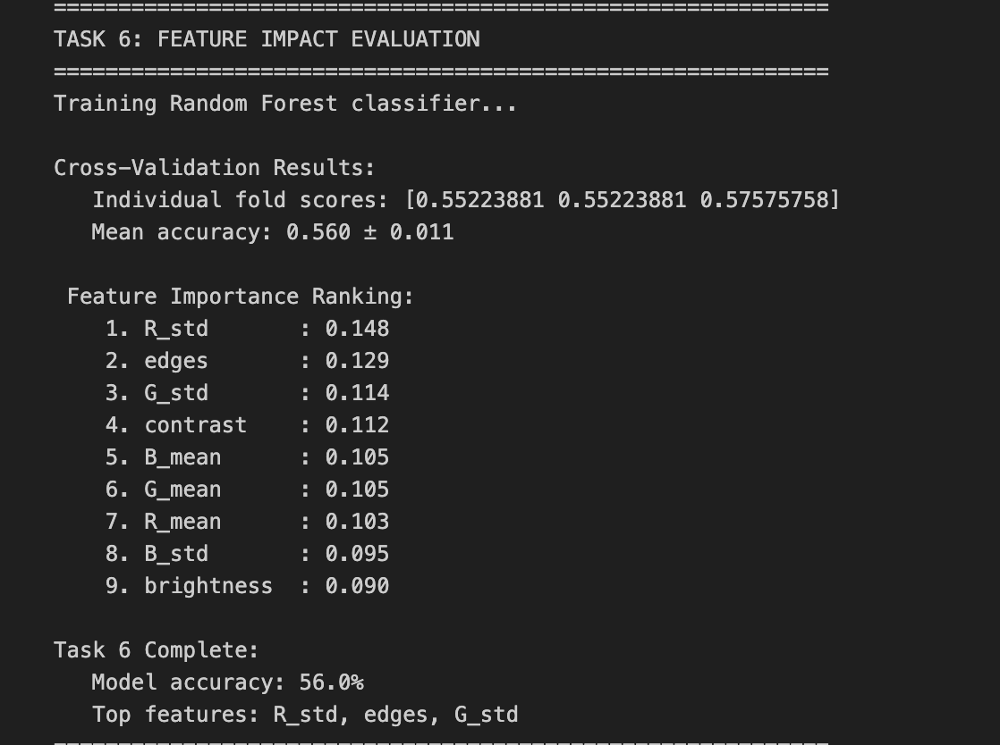 ============================================================
TASK 6: FEATURE IMPACT EVALUATION
============================================================
Training Random Forest classifier...
Cross-Validation Results:
Individual fold scores: [0.55223881 0.55223881 0.57575758]
Mean accuracy: 0.560 ± 0.011
Feature Importance Ranking:
1. R_std : 0.148
2. edges : 0.129
3. G_std : 0.114
4. contrast : 0.112
5. B_mean : 0.105
6. G_mean : 0.105
7. R_mean : 0.103
8. B_std : 0.095
9. brightness : 0.090
Task 6 Complete:
Model accuracy: 56.0%
Top features: R_std, edges, G_std